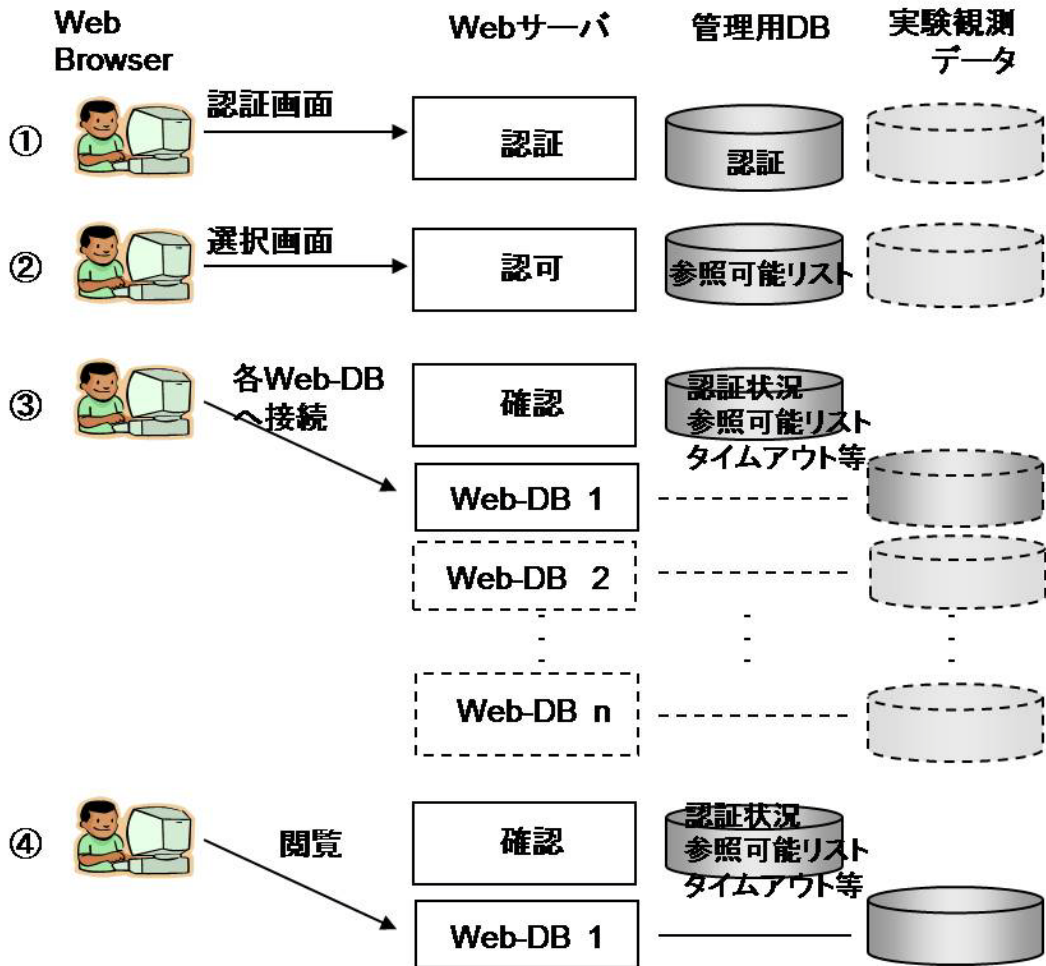 Web
Browser
Webサーバ
管理用DB
実験観測
データ
①
認証画面
認証
認証
②
選択画面
認可
参照可能リスト
③
各Web-DB
へ接続
確認
認証状況
参照可能リスト
タイムアウト等
Web-DB 1
Web-DB 2
Web-DB n
④
閲覧
確認
認証状況
参照可能リスト
タイムアウト等
Web-DB 1